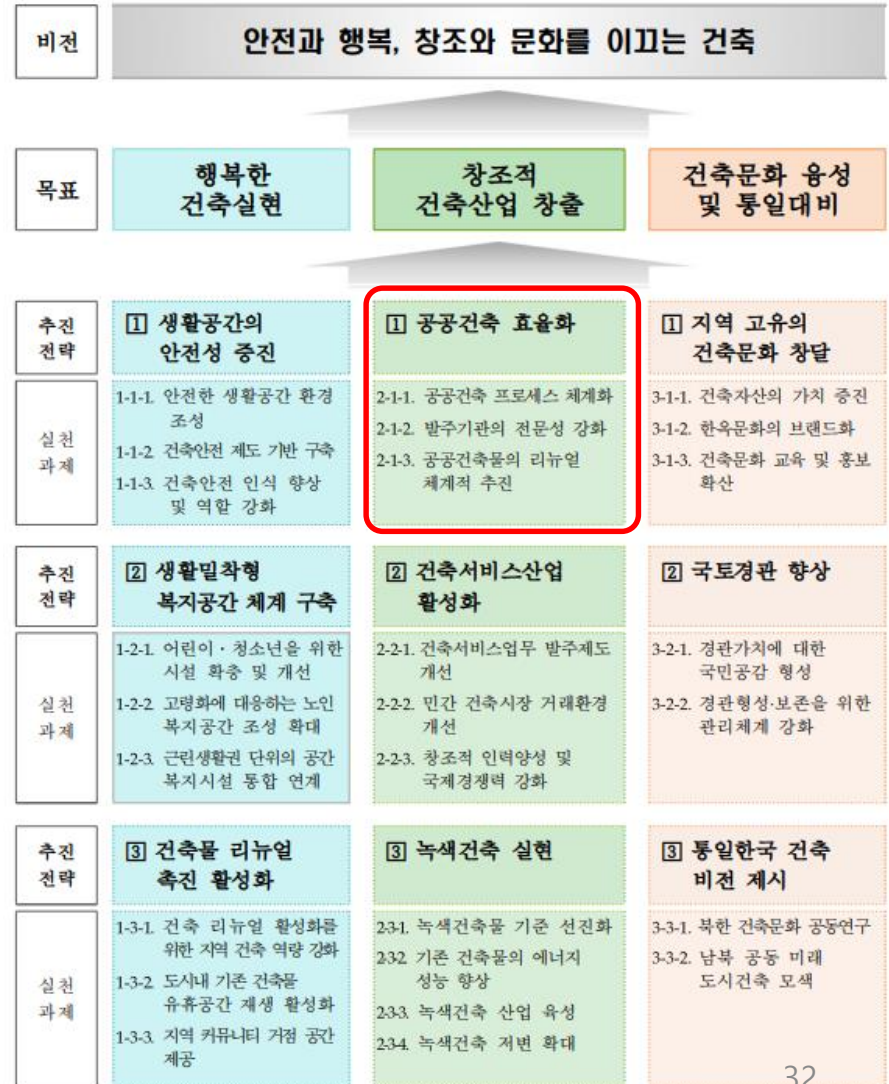 비전
안전과 행복, 창조와 문화를 이끄는 건축
목표
행복한
건축실현
창조적
건축산업 창출
건축문화 융성
및 통일대비
추진
전략
1 생활공간의
안전성 증진
1 공공건축 효율화
1 지역 고유의
건축문화 창달
실천
과제
1-1-1. 안전한 생활공간 환경
조성
1-1-2. 건축안전 제도 기반 구축
1-1-3. 건축안전 인식 향상
및 역할 강화
2-1-1. 공공건축 프로세스 체계화
2-1-2. 발주기관의 전문성 강화
2-1-3. 공공건축물의 리뉴얼
체계적 추진
3-1-1. 건축자산의 가치 증진
3-1-2. 한옥문화의 브랜드화
3-1-3. 건축문화 교육 및 홍보
확산
추진
전략
2 생활밀착형
복지공간 체계 구축
2 건축서비스산업
활성화
2 국토경관 향상
실천
과제
1-2-1. 어린이·청소년을 위한
시설 확충 및 개선
1-2-2. 고령화에 대응하는 노인
복지공간 조성 확대
1-2-3. 근린생활권 단위의 공간
복지시설 통합 연계
2-2-1. 건축서비스업무 발주제도
개선
2-2-2. 민간 건축시장 거래환경
개선
2-2-3. 창조적 인력양성 및
국제경쟁력 강화
3-2-1. 경관가치에 대한
국민공감 형성
3-2-2. 경관형성·보존을 위한
관리체계 강화
추진
전략
3 건축물 리뉴얼
촉진 활성화
3 녹색건축 실현
3 통일한국 건축
비전 제시
실천
과제
1-3-1. 건축 리뉴얼 활성화를
위한 지역 건축 역량 강화
1-3-2. 도시내 기존 건축물
유휴공간 재생 활성화
1-3-3. 지역 커뮤니티 거점 공간
제공
2-3-1. 녹색건축물 기준 선진화
2-3-2. 기존 건축물의 에너지
성능 향상
2-3-3. 녹색건축 산업 육성
2-3-4. 녹색건축 저변 확대
3-3-1. 북한 건축문화 공동연구
3-3-2. 남북 공동 미래
도시건축 모색
32